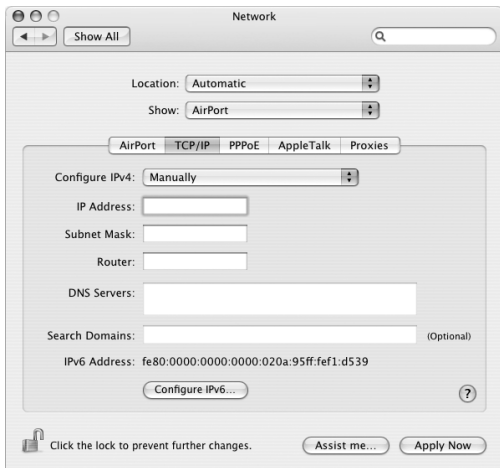 Network
Show All
Location: Automatic
Show: AirPort
AirPort TCP/IP PPPoE AppleTalk Proxies
Configure IPv4: Manually
IP Address:
Subnet Mask:
Router:
DNS Servers:
Search Domains: (Optional)
IPv6 Address: fe80:0000:0000:0000:020a:95ff:fef1:d539
Configure IPv6... ?
Click the lock to prevent further changes. Assist me... Apply Now